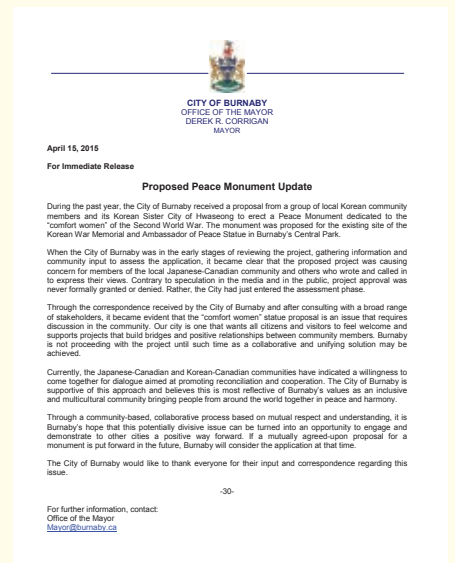 CITY OF BURNABY
OFFICE OF THE MAYOR
DEREK R. CORRIGAN
MAYOR
April 15, 2015
For Immediate Release
Proposed Peace Monument Update
During the past year, the City of Burnaby received a proposal from a group of local Korean community
members and its Korean Sister City of Hwaseong to erect a Peace Monument dedicated to the
“comfort women” of the Second World War. The monument was proposed for the existing site of the
Korean War Memorial and Ambassador of Peace Statue in Burnaby's Central Park.
When the City of Burnaby was in the early stages of reviewing the project, gathering information and
community input to assess the application, it became clear that the proposed project was causing
concern for members of the local Japanese-Canadian community and others who wrote and called in
to express their views. Contrary to speculation in the media and in the public, project approval was
never formally granted or denied. Rather, the City had just entered the assessment phase.
Through the correspondence received by the City of Burnaby and after consulting with a broad range
of stakeholders, it became evident that the “comfort women” statue proposal is an issue that requires
discussion in the community. Our city is one that wants all citizens and visitors to feel welcome and
supports projects that build bridges and positive relationships between community members. Burnaby
is not proceeding with the project until such time as a collaborative and unifying solution may be
achieved.
Currently, the Japanese-Canadian and Korean-Canadian communities have indicated a willingness to
come together for dialogue aimed at promoting reconciliation and cooperation. The City of Burnaby is
supportive of this approach and believes this is most reflective of Burnaby's values as an inclusive
and multicultural community bringing people from around the world together in peace and harmony.
Through a community-based, collaborative process based on mutual respect and understanding, it is
Burnaby's hope that this potentially divisive issue can be turned into an opportunity to engage and
demonstrate to other cities a positive way forward. If a mutually agreed-upon proposal for a
monument is put forward in the future, Burnaby will consider the application at that time.
The City of Burnaby would like to thank everyone for their input and correspondence regarding this
issue.
-30-
For further information, contact:
Office of the Mayor
Mayor@burnaby.ca